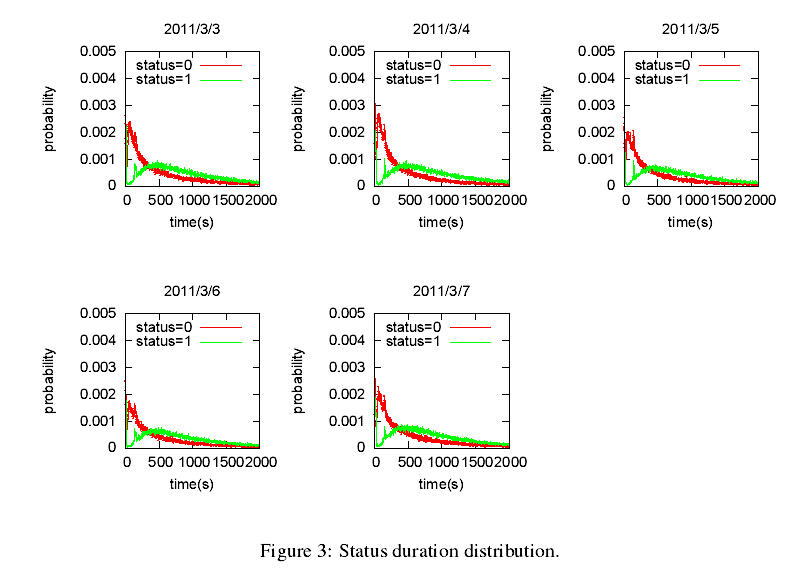 2011/3/3
0.005
0.004
0.003
0.002
0.001
0
probability
status=0
status=1
0 500 1000 1500 2000
time(s)
2011/3/4
0.005
0.004
0.003
0.002
0.001
0
probability
status=0
status=1
0 500 1000 1500 2000
time(s)
2011/3/5
0.005
0.004
0.003
0.002
0.001
0
probability
status=0
status=1
0 500 1000 1500 2000
time(s)
2011/3/6
0.005
0.004
0.003
0.002
0.001
0
probability
status=0
status=1
0 500 1000 1500 2000
time(s)
2011/3/7
0.005
0.004
0.003
0.002
0.001
0
probability
status=0
status=1
0 500 1000 1500 2000
time(s)
Figure 3: Status duration distribution.